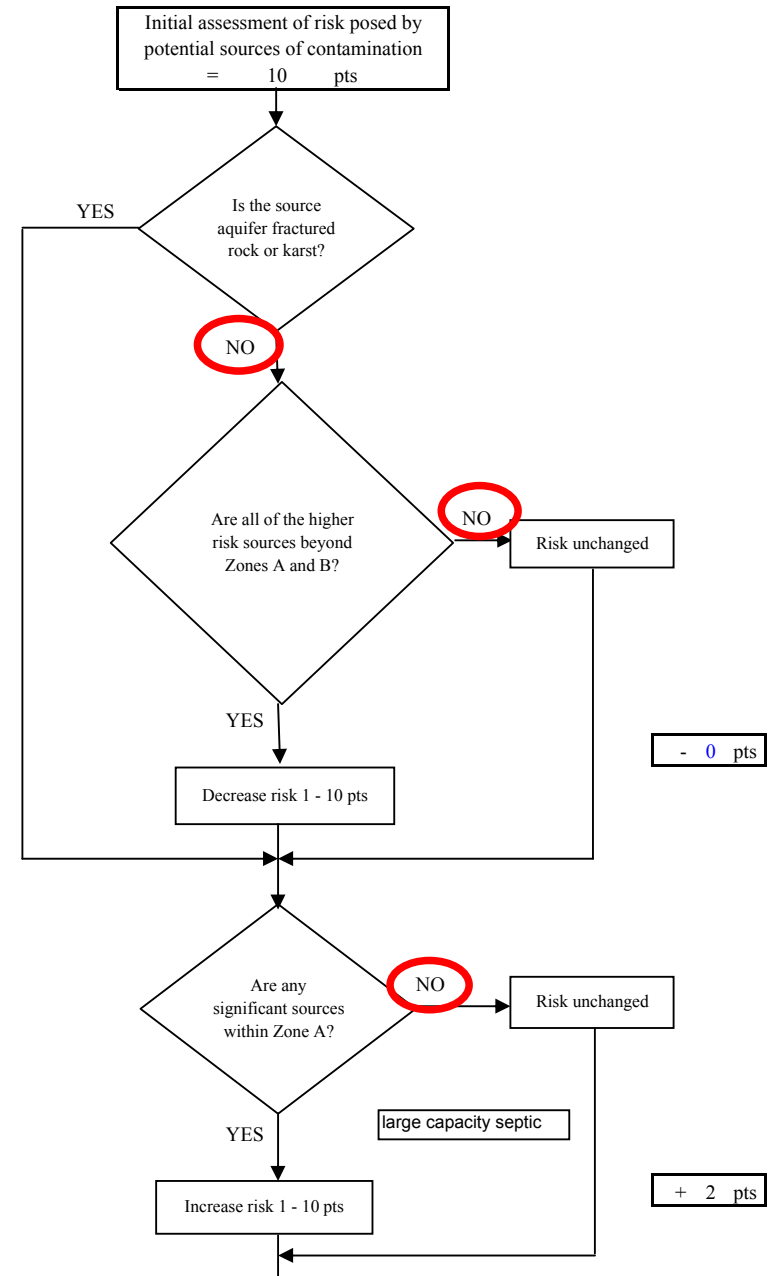 Initial assessment of risk posed by
potential sources of contamination
= 10 pts
Is the source
aquifer fractured
rock or karst?
YES
NO
Are all of the higher
risk sources beyond
Zones A and B?
NO
Risk unchanged
YES
- 0 pts
Decrease risk 1 - 10 pts
Are any
significant sources
within Zone A?
NO
Risk unchanged
large capacity septic
YES
+ 2 pts
Increase risk 1 - 10 pts